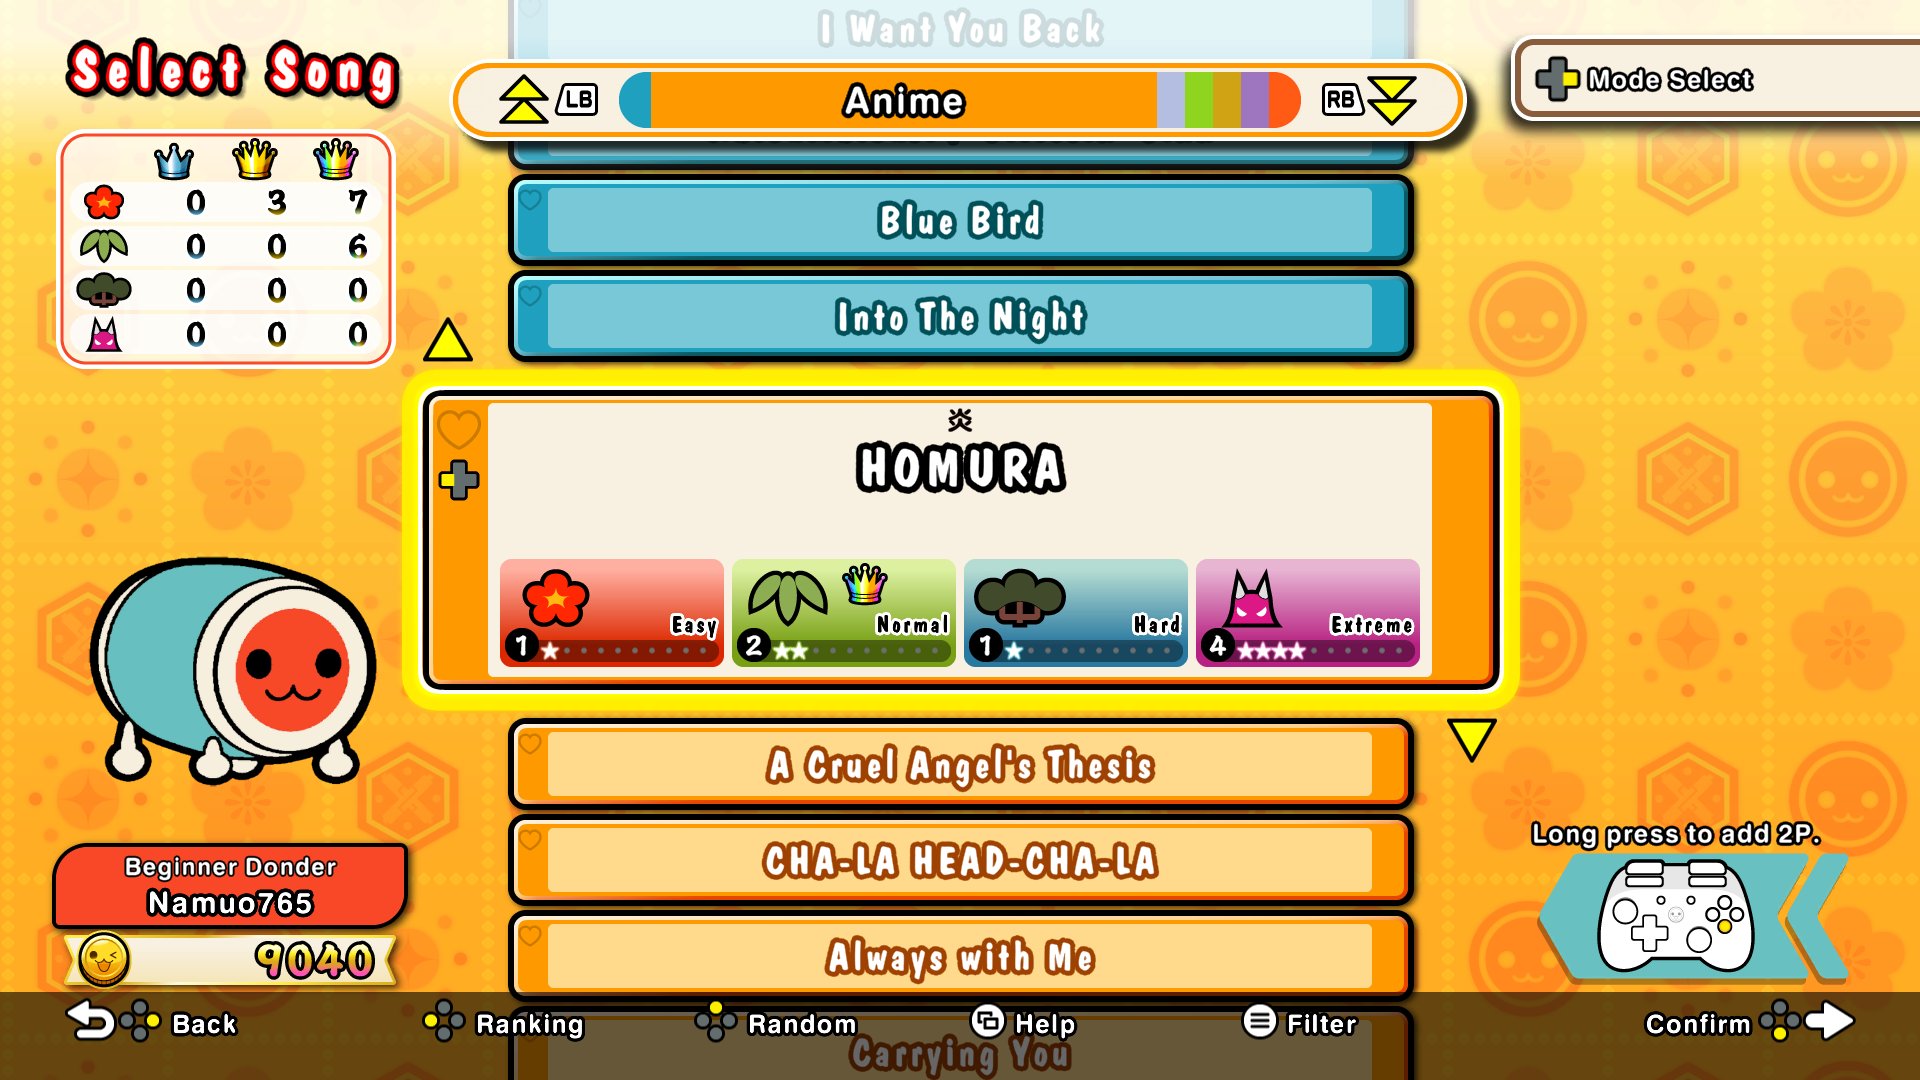 I Want You Back
Select Song
LB
Anime
RB
Mode Select
0 3 7
0 0 6
0 0 0
0 0 0
Blue Bird
Into The Night
炎
HOMURA
Easy
1
Normal
2
Hard
1
Extreme
4
A Cruel Angel's Thesis
CHA-LA HEAD-CHA-LA
Always with Me
Long press to add 2P.
Beginner Donder
Namuo765
9040
Back
Ranking
Random
Help
Filter
Confirm
Carrying You